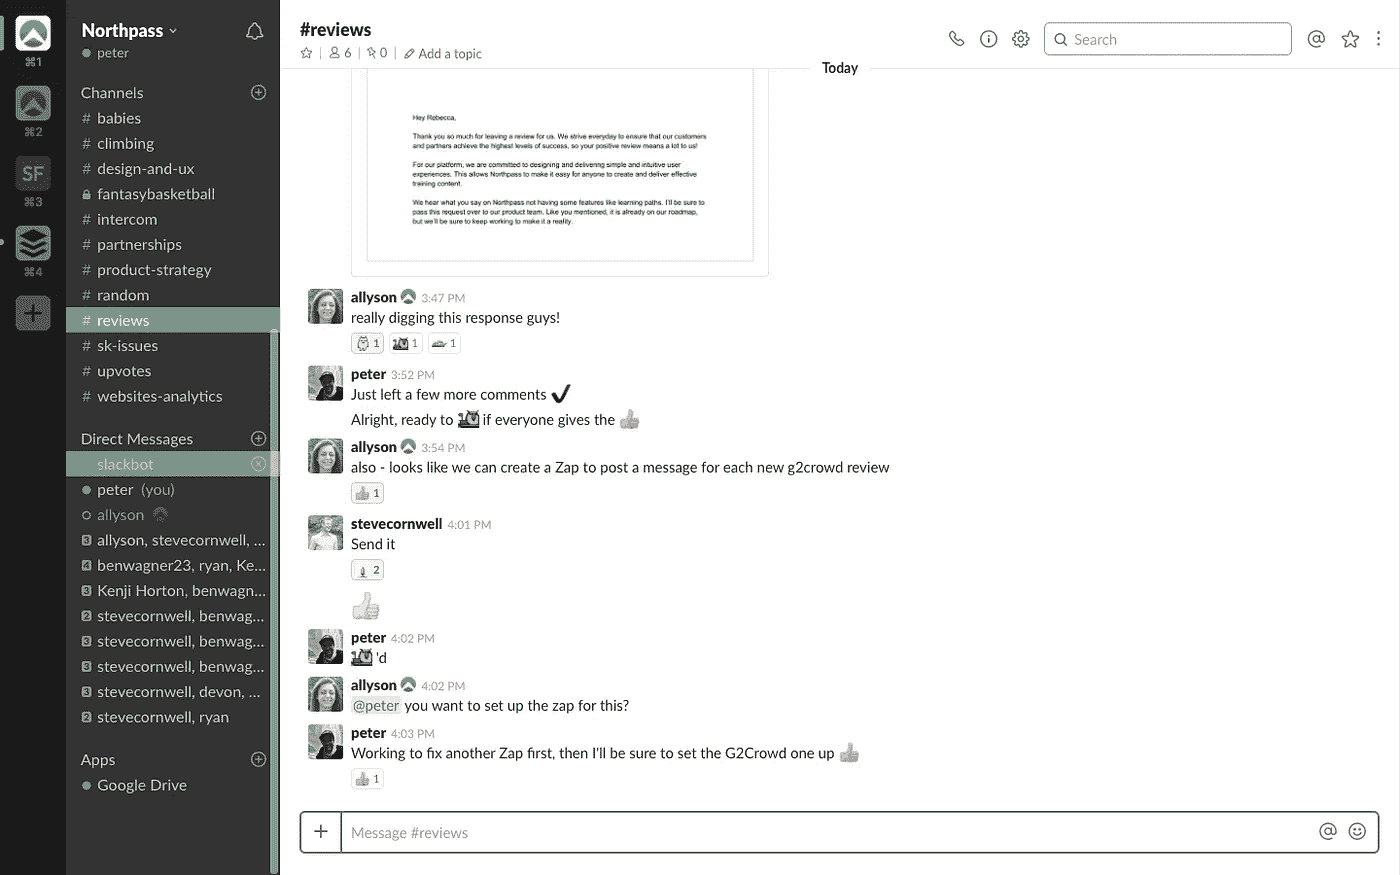 ⌘1
⌘2
SF
⌘3
⌘4
Northpass
peter
Channels
# babies
# climbing
# design-and-ux
fantasybasketball
# intercom
# partnerships
# product-strategy
# random
# reviews
# sk-issues
# upvotes
# websites-analytics
Direct Messages
slackbot
peter (you)
allyson
3 allyson, stevecornwell, ...
4 benwagner23, ryan, Ke...
3 Kenji Horton, benwagn...
2 stevecornwell, benwag...
3 stevecornwell, benwag...
3 stevecornwell, benwag...
3 stevecornwell, devon, ...
2 stevecornwell, ryan
Apps
Google Drive
#reviews
6 | 0 | Add a topic
Search
Today
Hey Rebecca,
Thank you so much for leaving a review for us. We strive everyday to ensure that our customers
and partners achieve the highest levels of success, so your positive review means a lot to us!
For our platform, we are committed to designing and delivering simple and intuitive user
experiences. This allows Northpass to make it easy for anyone to create and deliver effective
training content.
We hear what you say on Northpass not having some features like learning paths. I'll be sure to
pass this request over to our product team. Like you mentioned, it is already on our roadmap,
but we'll be sure to keep working to make it a reality.
allyson 3:47 PM
really digging this response guys!
1 1 1
peter 3:52 PM
Just left a few more comments ✔
Alright, ready to if everyone gives the 👍
allyson 3:54 PM
also - looks like we can create a Zap to post a message for each new g2crowd review
👍 1
stevecornwell 4:01 PM
Send it
2
👍
peter 4:02 PM
'd
allyson 4:02 PM
@peter you want to set up the zap for this?
peter 4:03 PM
Working to fix another Zap first, then I'll be sure to set the G2Crowd one up 👍
👍 1
+ Message #reviews @